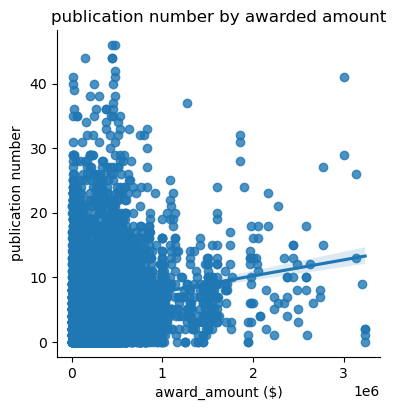 publication number by awarded amount
publication number
40
30
20
10
0
0
1
2
3
1e6
award_amount ($)